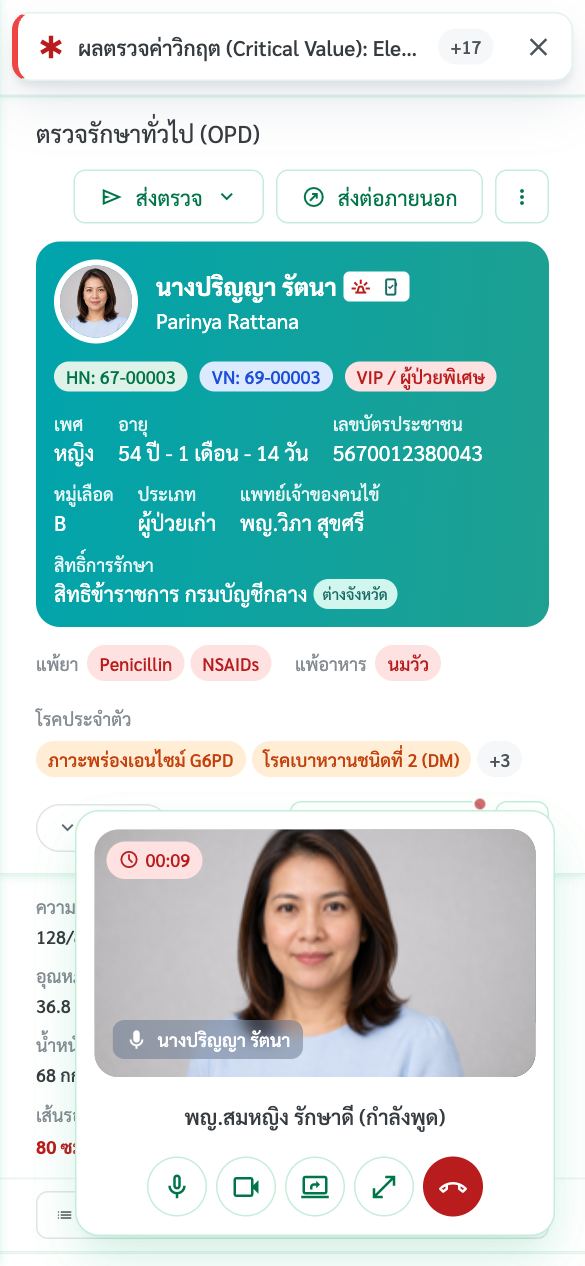 ผลตรวจค่าวิกฤต (Critical Value): Ele... +17
ตรวจรักษาทั่วไป (OPD)
ส่งตรวจ ส่งต่อภายนอก
นางปริญญา รัตนา
Parinya Rattana
HN: 67-00003 VN: 69-00003 VIP / ผู้ป่วยพิเศษ
เพศ อายุ เลขบัตรประชาชน
หญิง 54 ปี - 1 เดือน - 14 วัน 5670012380043
หมู่เลือด ประเภท แพทย์เจ้าของคนไข้
B ผู้ป่วยเก่า พญ.วิภา สุขศรี
สิทธิ์การรักษา
สิทธิข้าราชการ กรมบัญชีกลาง ต่างจังหวัด
แพ้ยา Penicillin NSAIDs แพ้อาหาร นมวัว
โรคประจำตัว
ภาวะพร่องเอนไซม์ G6PD โรคเบาหวานชนิดที่ 2 (DM) +3
00:09
ความ
128/
36.8
68
80
นางปริญญา รัตนา
พญ.สมหญิง รักษาดี (กำลังพูด)